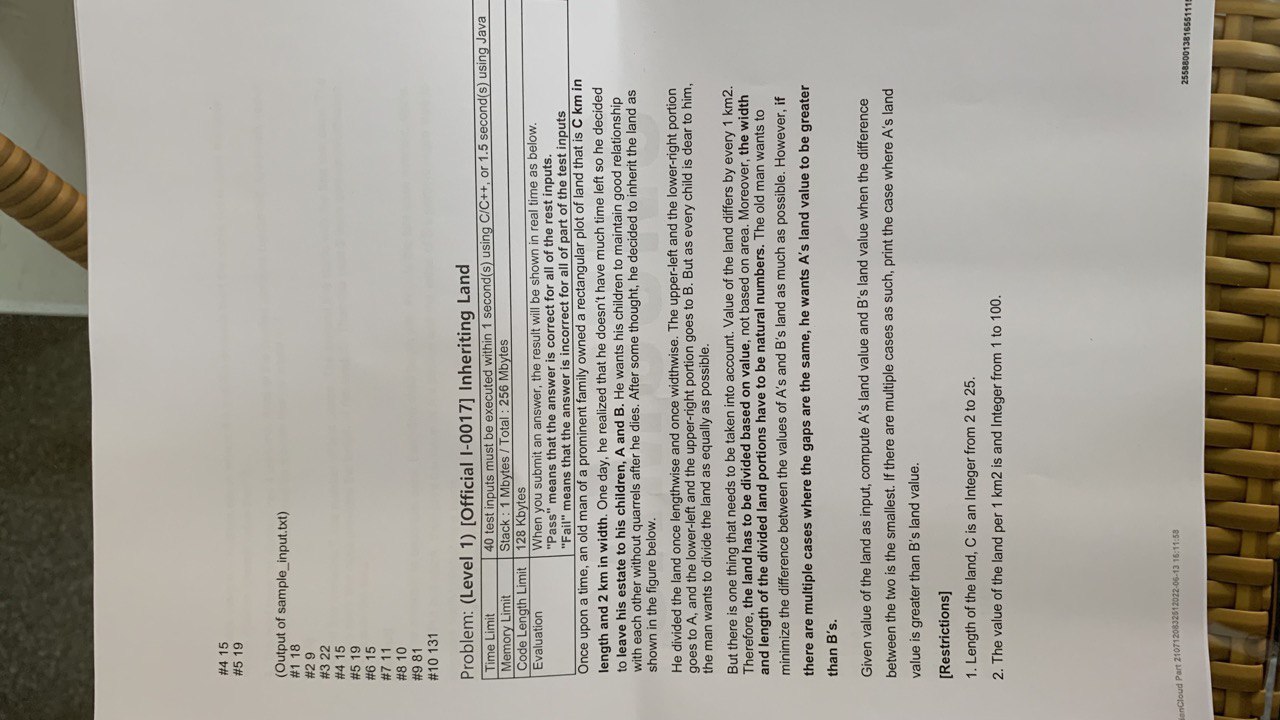 #4 15
#5 19
(Output of sample_input.txt)
#1 18
#2 9
#3 22
#4 15
#5 19
#6 15
#7 11
#8 10
#9 81
#10 131
Problem: (Level 1) [Official I-0017] Inheriting Land
Time Limit 40 test inputs must be executed within 1 second(s) using C/C++, or 1.5 second(s) using Java
Memory Limit Stack : 1 Mbytes / Total : 256 Mbytes
Code Length Limit 128 Kbytes
Evaluation When you submit an answer, the result will be shown in real time as below.
"Pass" means that the answer is correct for all of the rest inputs.
"Fail" means that the answer is incorrect for all of part of the test inputs
Once upon a time, an old man of a prominent family owned a rectangular plot of land that is C km in
length and 2 km in width. One day, he realized that he doesn't have much time left so he decided
to leave his estate to his children, A and B. He wants his children to maintain good relationship
with each other without quarrels after he dies. After some thought, he decided to inherit the land as
shown in the figure below.
He divided the land once lengthwise and once widthwise. The upper-left and the lower-right portion
goes to A, and the lower-left and the upper-right portion goes to B. But as every child is dear to him,
the man wants to divide the land as equally as possible.
But there is one thing that needs to be taken into account. Value of the land differs by every 1 km2.
Therefore, the land has to be divided based on value, not based on area. Moreover, the width
and length of the divided land portions have to be natural numbers. The old man wants to
minimize the difference between the values of A's and B's land as much as possible. However, if
there are multiple cases where the gaps are the same, he wants A's land value to be greater
than B's.
Given value of the land as input, compute A's land value and B's land value when the difference
between the two is the smallest. If there are multiple cases as such, print the case where A's land
value is greater than B's land value.
[Restrictions]
1. Length of the land, C is an Integer from 2 to 25.
2. The value of the land per 1 km2 is and Integer from 1 to 100.
Cloud Part 2107120832512022-06-13 16:11:58